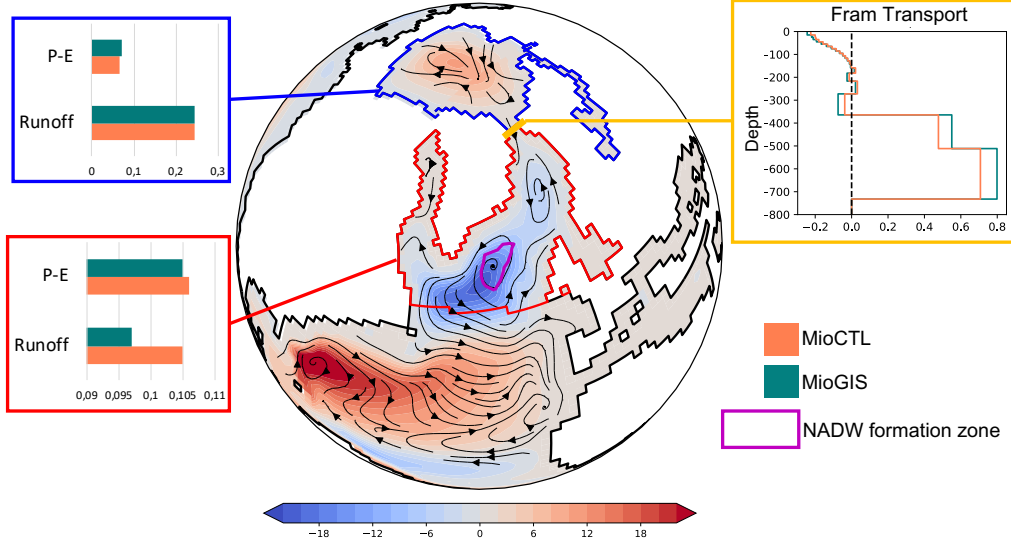 P-E
Runoff
0 0,1 0,2 0,3
P-E
Runoff
0,09 0,095 0,1 0,105 0,11
Fram Transport
Depth
0
−100
−200
−300
−400
−500
−600
−700
−800
−0.2 0.0 0.2 0.4 0.6 0.8
MioCTL
MioGIS
NADW formation zone
−18 −12 −6 0 6 12 18